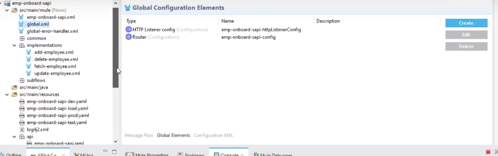 emp-onboard-sapi
src/main/mule (Flows)
emp-onboard-sapi.xml
global.xml
global-error-handler.xml
common
implementations
add-employee.xml
delete-employee.xml
fetch-employee.xml
update-employee.xml
subflows
src/main/java
src/main/resources
emp-onboard-sapi-dev.yaml
emp-onboard-sapi-load.yaml
emp-onboard-sapi-prod.yaml
emp-onboard-sapi-test.yaml
log4j2.xml
api
Global Configuration Elements
Type Name Description
HTTP Listener config (Configuration) emp-onboard-sapi-httpListenerConfig
Router (Configuration) emp-onboard-sapi-config
Create
Edit
Delete
Message Flow Global Elements Configuration XML
Outline
Mule Properties Problems Console Mule Debugger